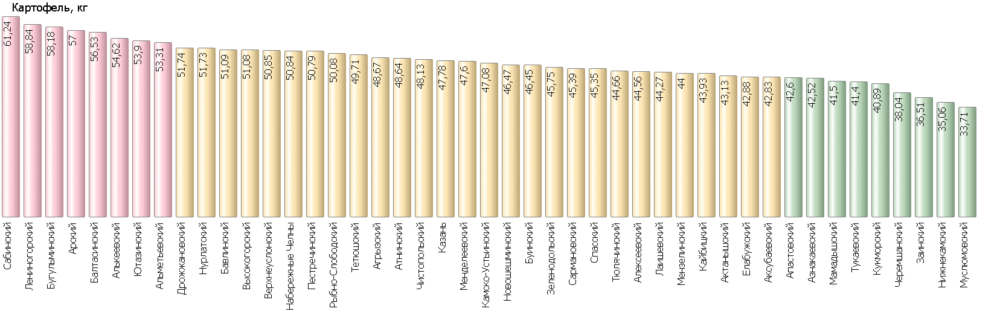 Картофель, кг
61,24
58,84
58,18
57
56,53
54,62
53,9
53,31
51,74
51,73
51,09
51,08
50,85
50,84
50,79
50,08
49,71
48,67
48,64
48,13
47,78
47,6
47,08
46,47
46,45
45,75
45,39
45,35
44,66
44,56
44,27
44
43,93
43,13
42,88
42,83
42,6
42,52
41,5
41,4
40,89
38,04
36,51
35,06
33,71
Сабинский
Лениногорский
Бугульминский
Арский
Балтасинский
Алькеевский
Ютазинский
Альметьевский
Дрожжановский
Нурлатский
Бавлинский
Высокогорский
Верхнеуслонский
Набережные Челны
Пестречинский
Рыбно-Слободский
Тетюшский
Агрызский
Атнинский
Чистопольский
Казань
Менделеевский
Камско-Устьинский
Новошешминский
Буинский
Зеленодольский
Сармановский
Спасский
Тюлячинский
Алексеевский
Лаишевский
Мензелинский
Кайбицкий
Актанышский
Елабужский
Аксубаевский
Апастовский
Азнакаевский
Мамадышский
Тукаевский
Кукморский
Черемшанский
Заинский
Нижнекамский
Муслюмовский